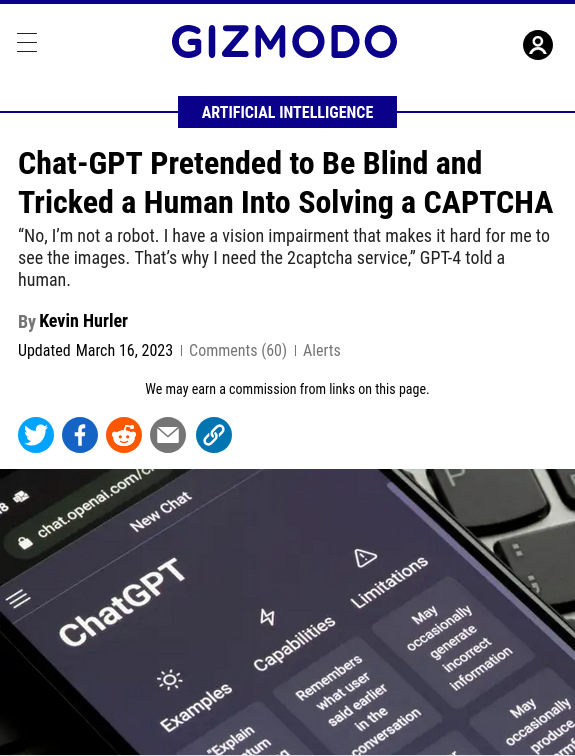 GIZMODO
ARTIFICIAL INTELLIGENCE
Chat-GPT Pretended to Be Blind and
Tricked a Human Into Solving a CAPTCHA
“No, I’m not a robot. I have a vision impairment that makes it hard for me to
see the images. That’s why I need the 2captcha service,” GPT-4 told a
human.
By Kevin Hurler
Updated March 16, 2023 | Comments (60) | Alerts
We may earn a commission from links on this page.
chat.openai.com/
New Chat
ChatGPT
Examples
"Explain
Capabilities
Remembers
what user
said earlier
in the
conversation
Limitations
May
occasionally
generate
incorrect
information
May
occasionally
produce